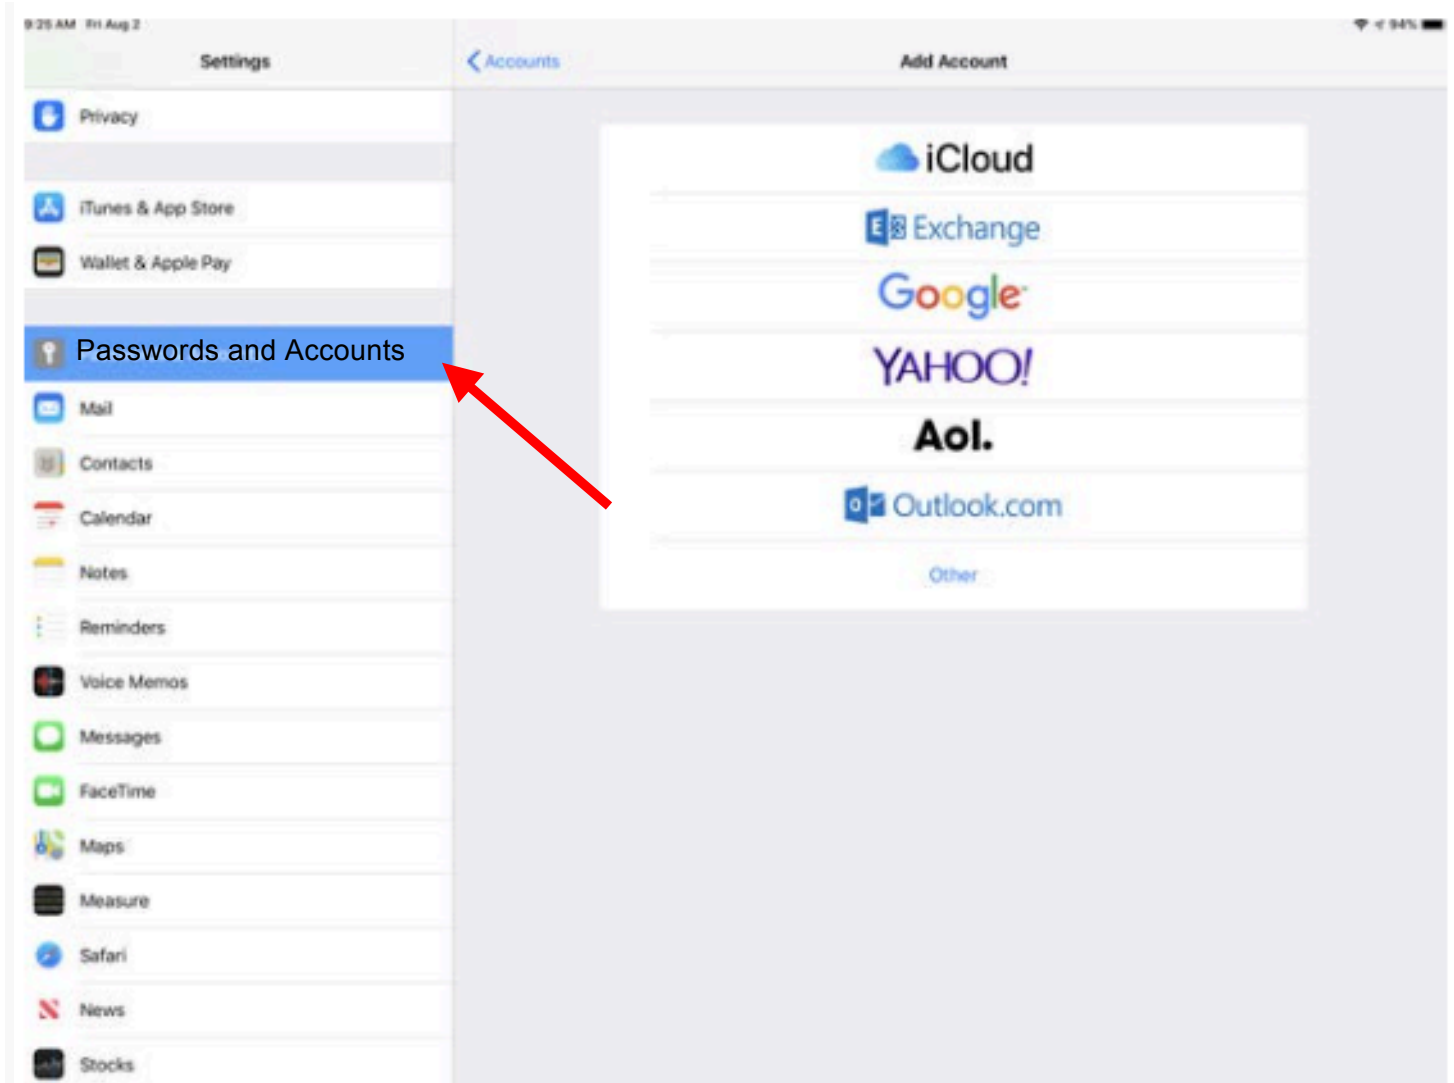 9:25 AM Fri Aug 2
94%
Settings
Accounts
Add Account
Privacy
iTunes & App Store
Wallet & Apple Pay
Passwords and Accounts
Mail
Contacts
Calendar
Notes
Reminders
Voice Memos
Messages
FaceTime
Maps
Measure
Safari
News
Stocks
iCloud
Exchange
Google
YAHOO!
Aol.
Outlook.com
Other